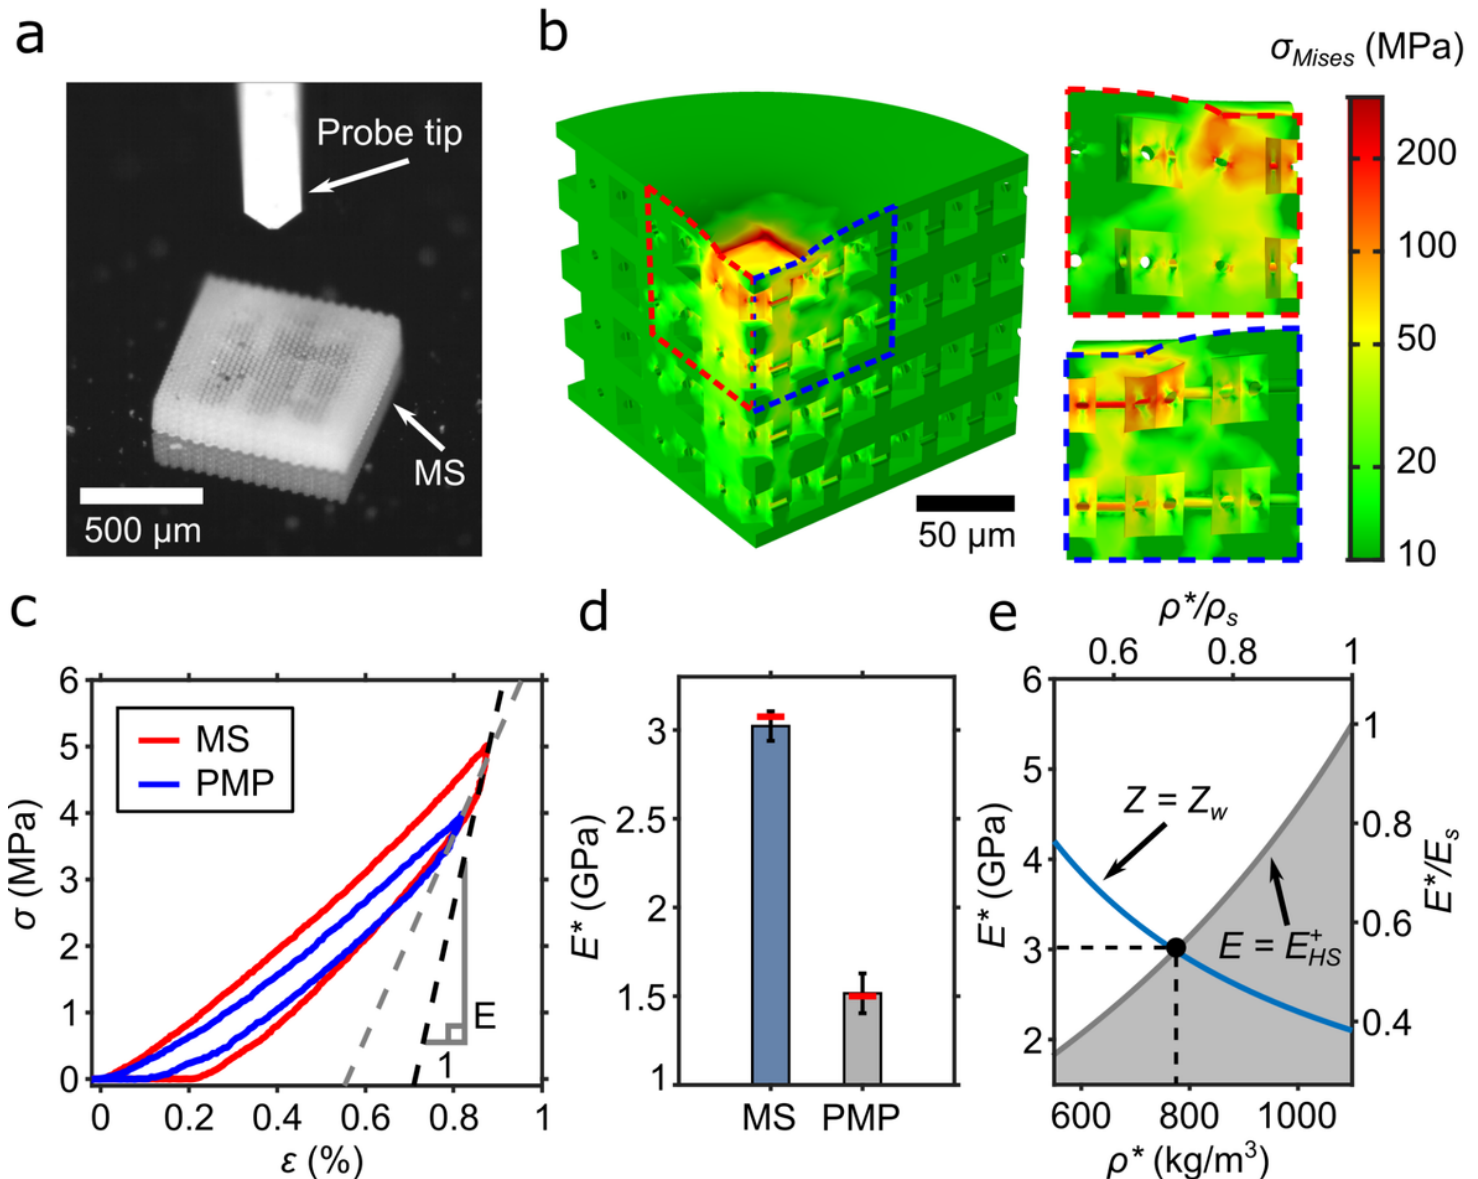 a
Probe tip
MS
500 µm
b
50 µm
σMises (MPa)
200
100
50
20
10
c
6
5
4
3
2
1
0
σ (MPa)
MS
PMP
E
1
0
0.2
0.4
0.6
0.8
1
ε (%)
d
3
2.5
2
1.5
1
E* (GPa)
MS
PMP
e
ρ*/ρs
0.6
0.8
1
6
5
4
3
2
E* (GPa)
Z = Zw
E = E+HS
1
0.8
0.6
0.4
E*/Es
600
800
1000
ρ* (kg/m3)